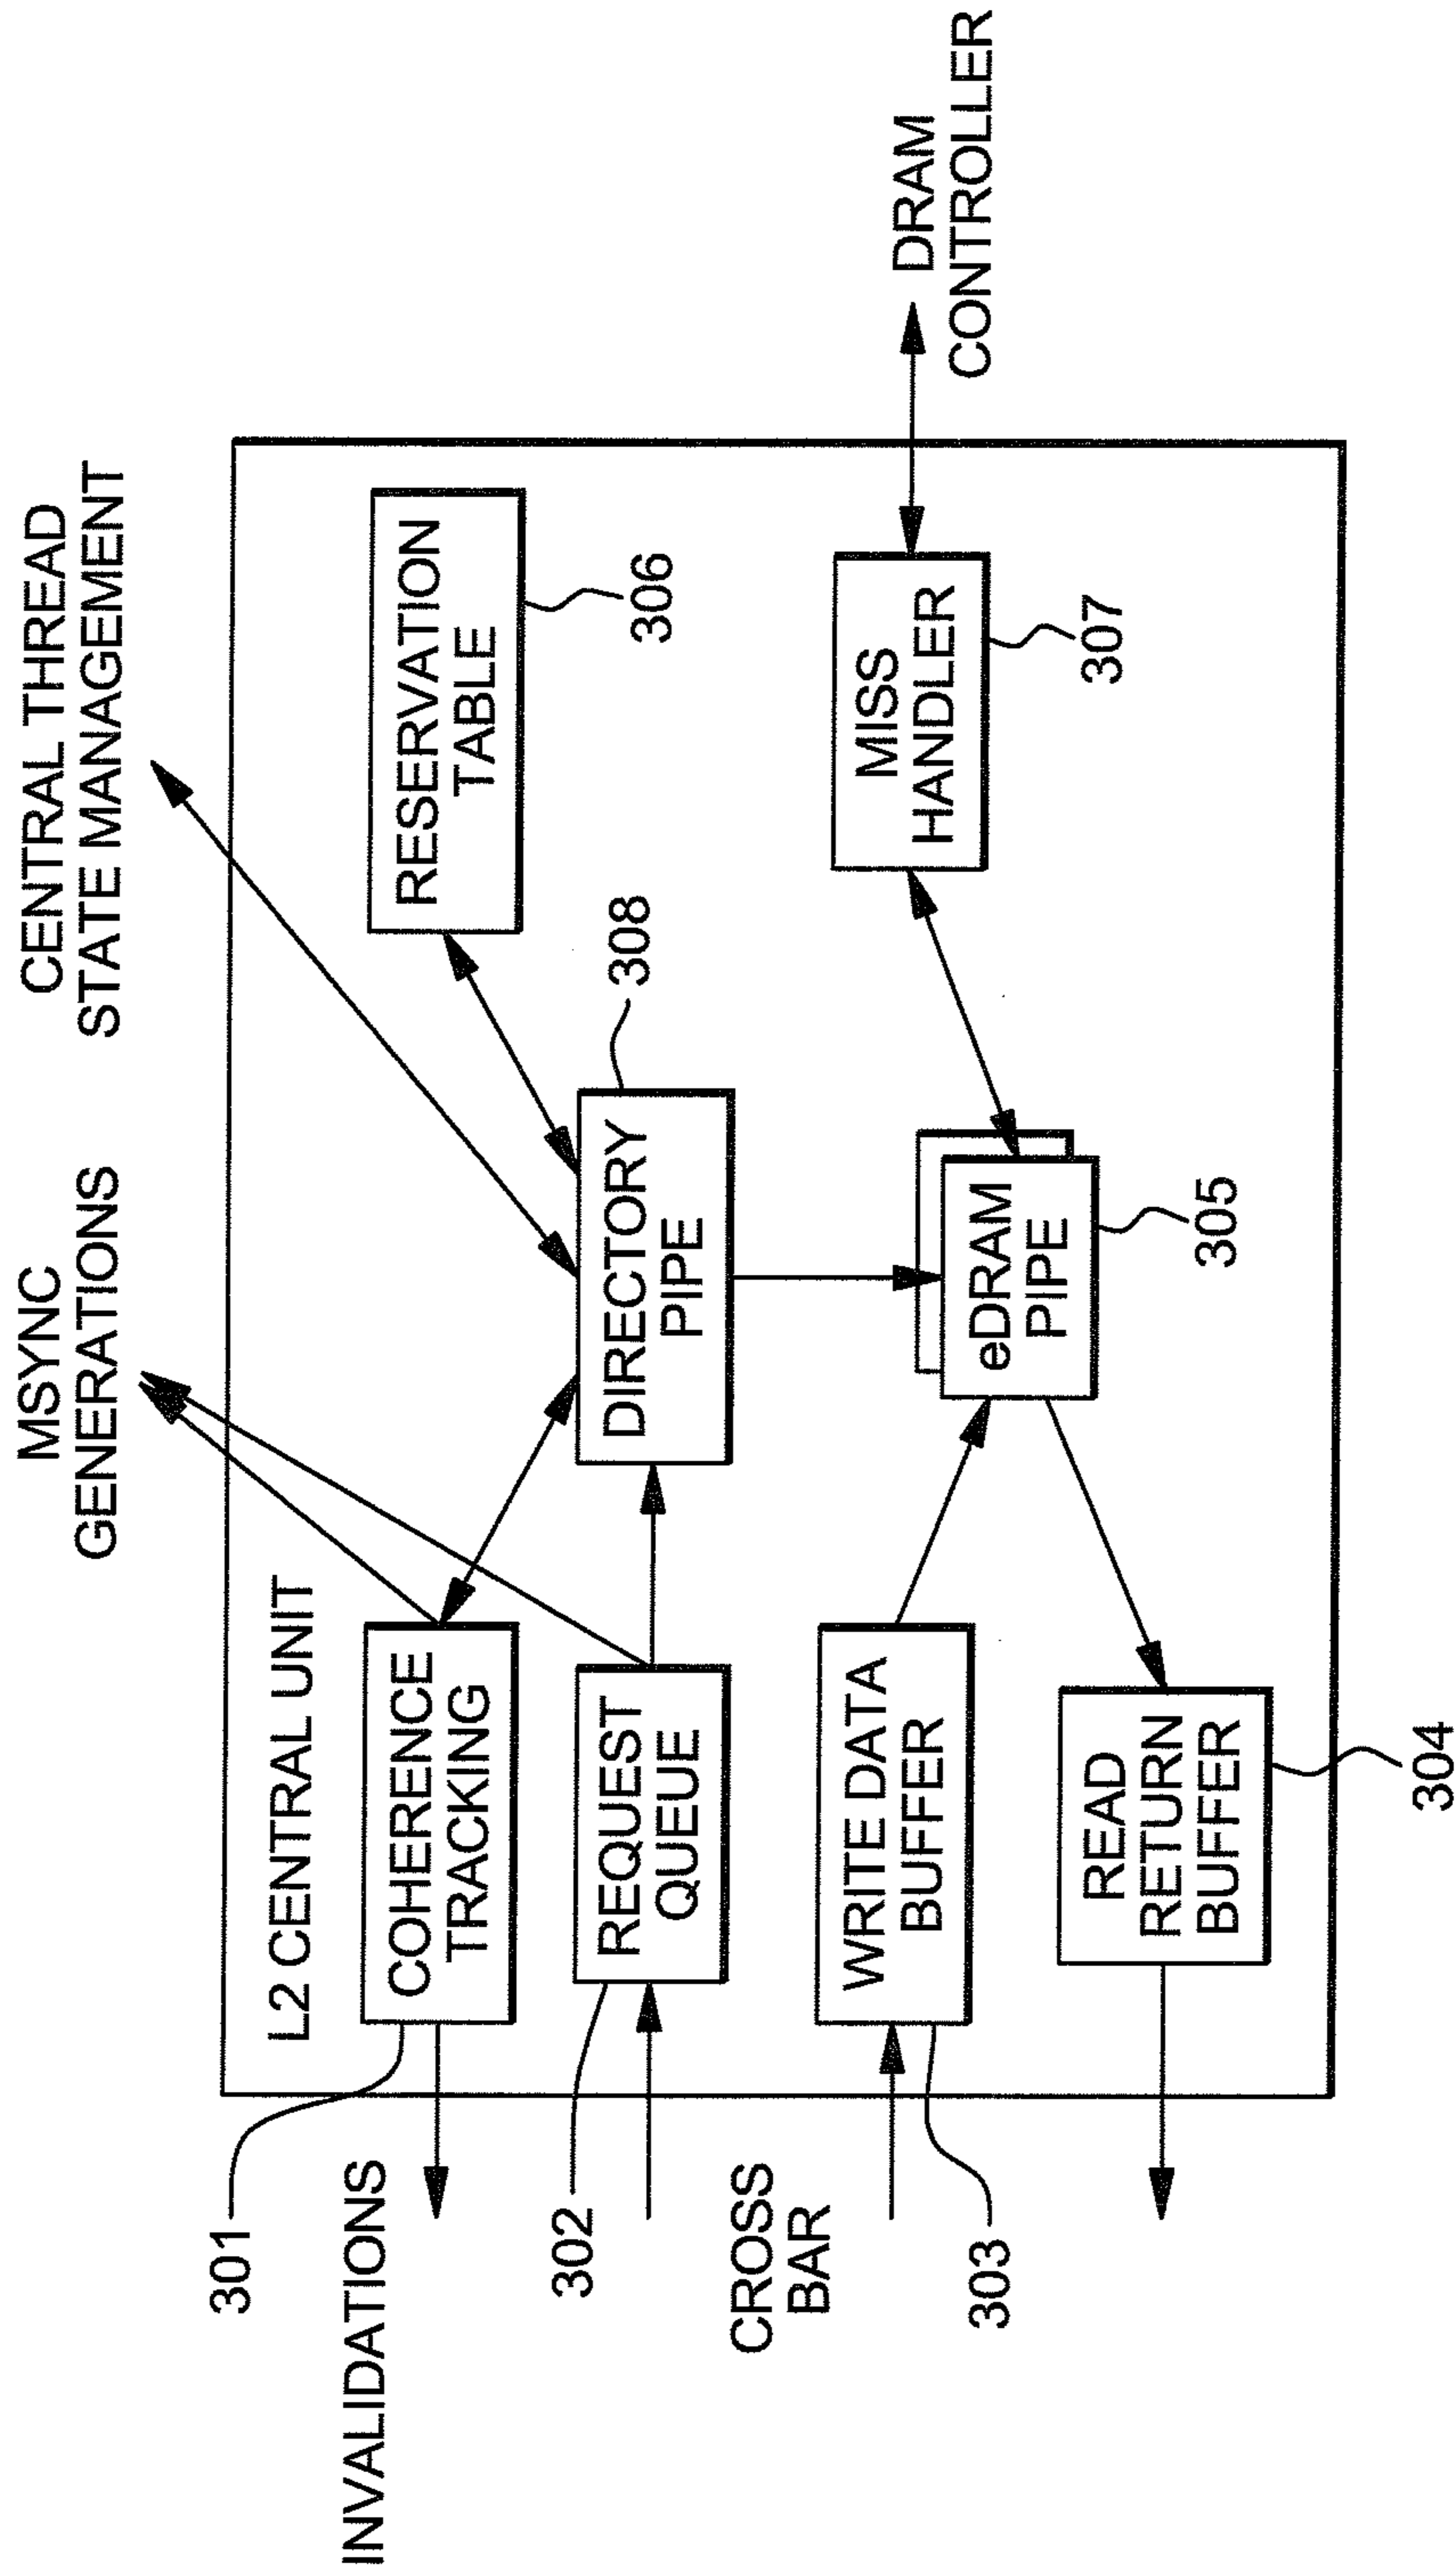 MSYNC
GENERATIONS
CENTRAL THREAD
STATE MANAGEMENT
L2 CENTRAL UNIT
301
INVALIDATIONS
COHERENCE
TRACKING
RESERVATION
TABLE
306
308
302
REQUEST
QUEUE
DIRECTORY
PIPE
CROSS
BAR
303
WRITE DATA
BUFFER
eDRAM
PIPE
305
MISS
HANDLER
307
DRAM
CONTROLLER
READ
RETURN
BUFFER
304